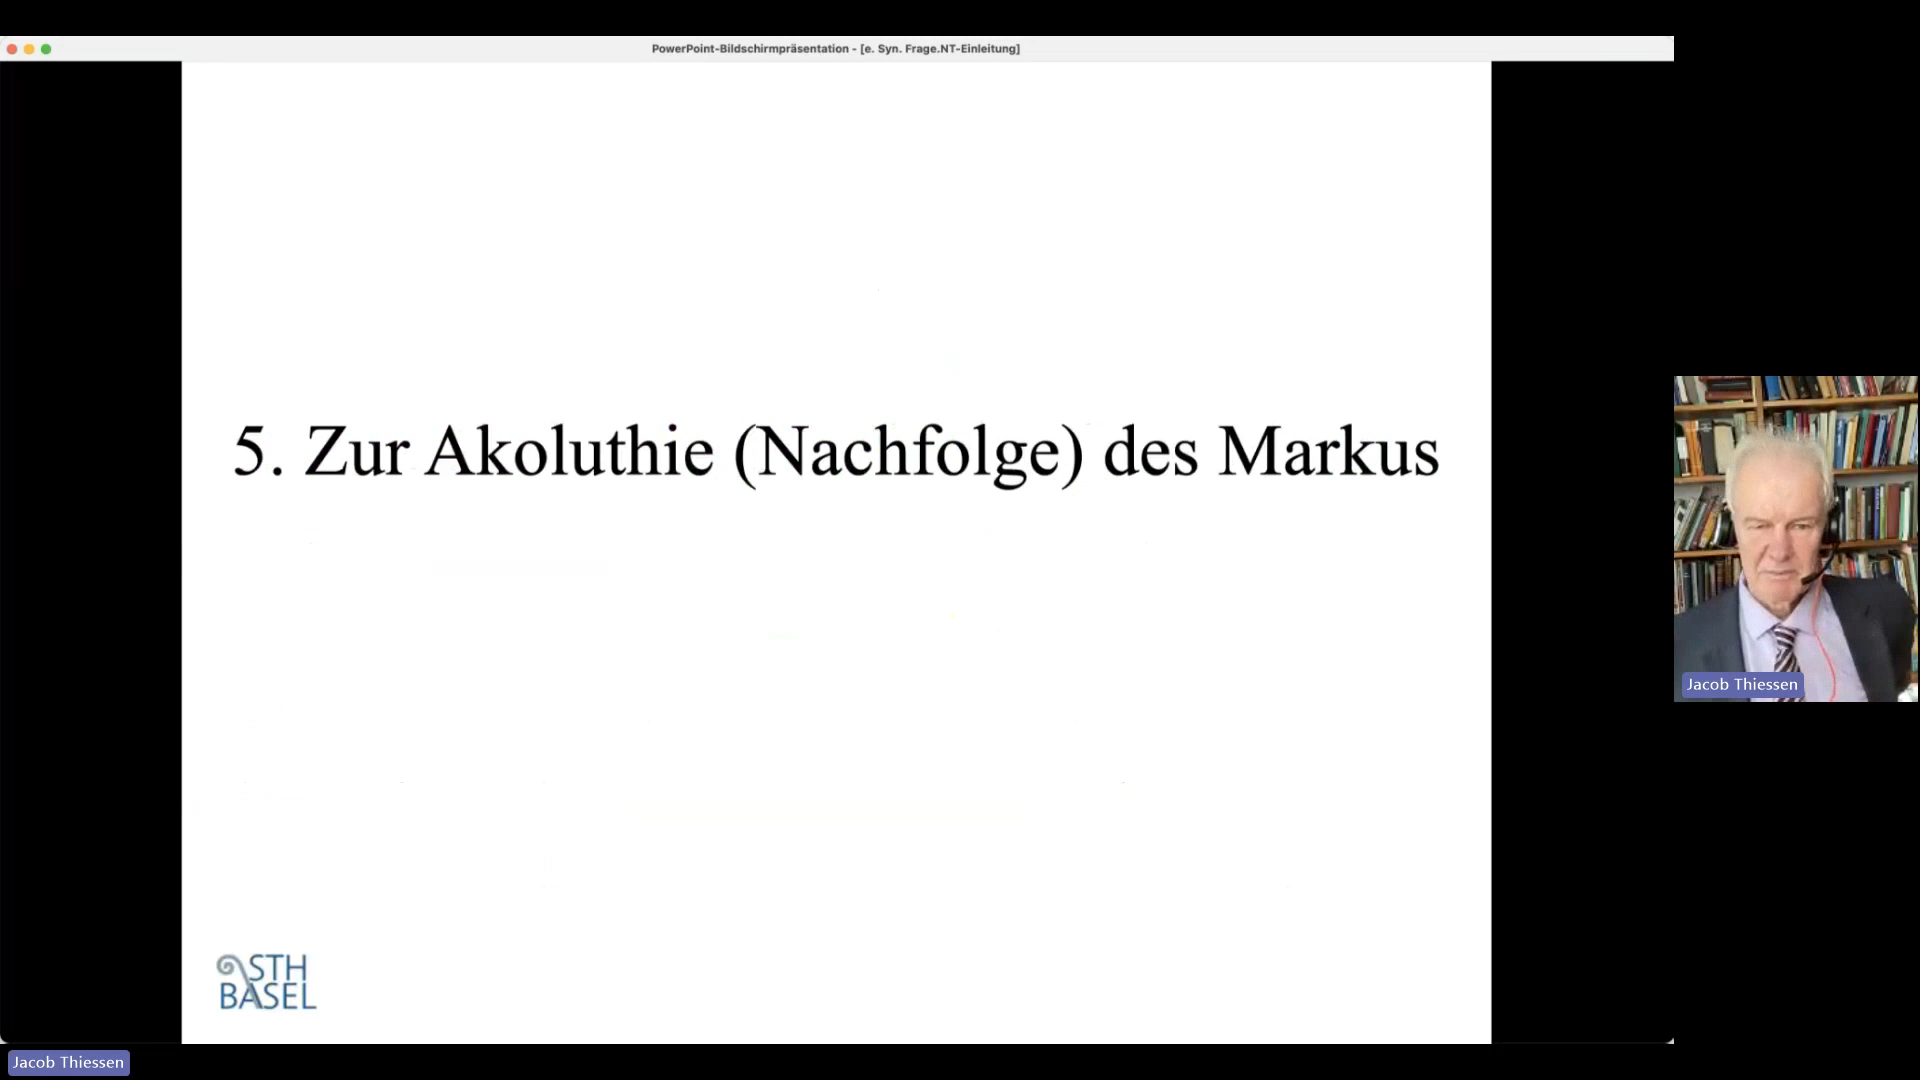 PowerPoint-Bildschirmpräsentation - [e. Syn. Frage.NT-Einleitung]
5. Zur Akoluthie (Nachfolge) des Markus
STH
BASEL
Jacob Thiessen
Jacob Thiessen